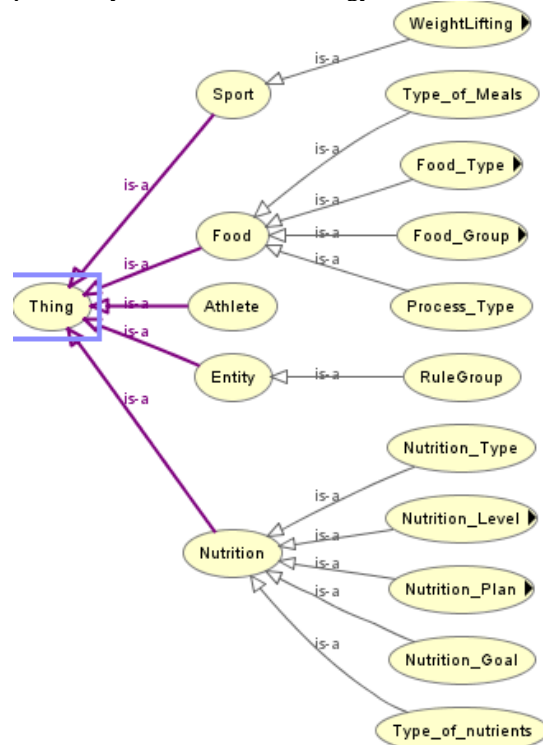 WeightLifting
is-a
Sport
Type_of_Meals
is-a
is-a
Food_Type
is-a
Food
is-a
Food_Group
is-a
is-a
Thing
is-a
Athlete
Process_Type
is-a
Entity
is-a
RuleGroup
is-a
Nutrition_Type
is-a
Nutrition_Level
is-a
Nutrition
is-a
Nutrition_Plan
is-a
Nutrition_Goal
is-a
Type_of_nutrients